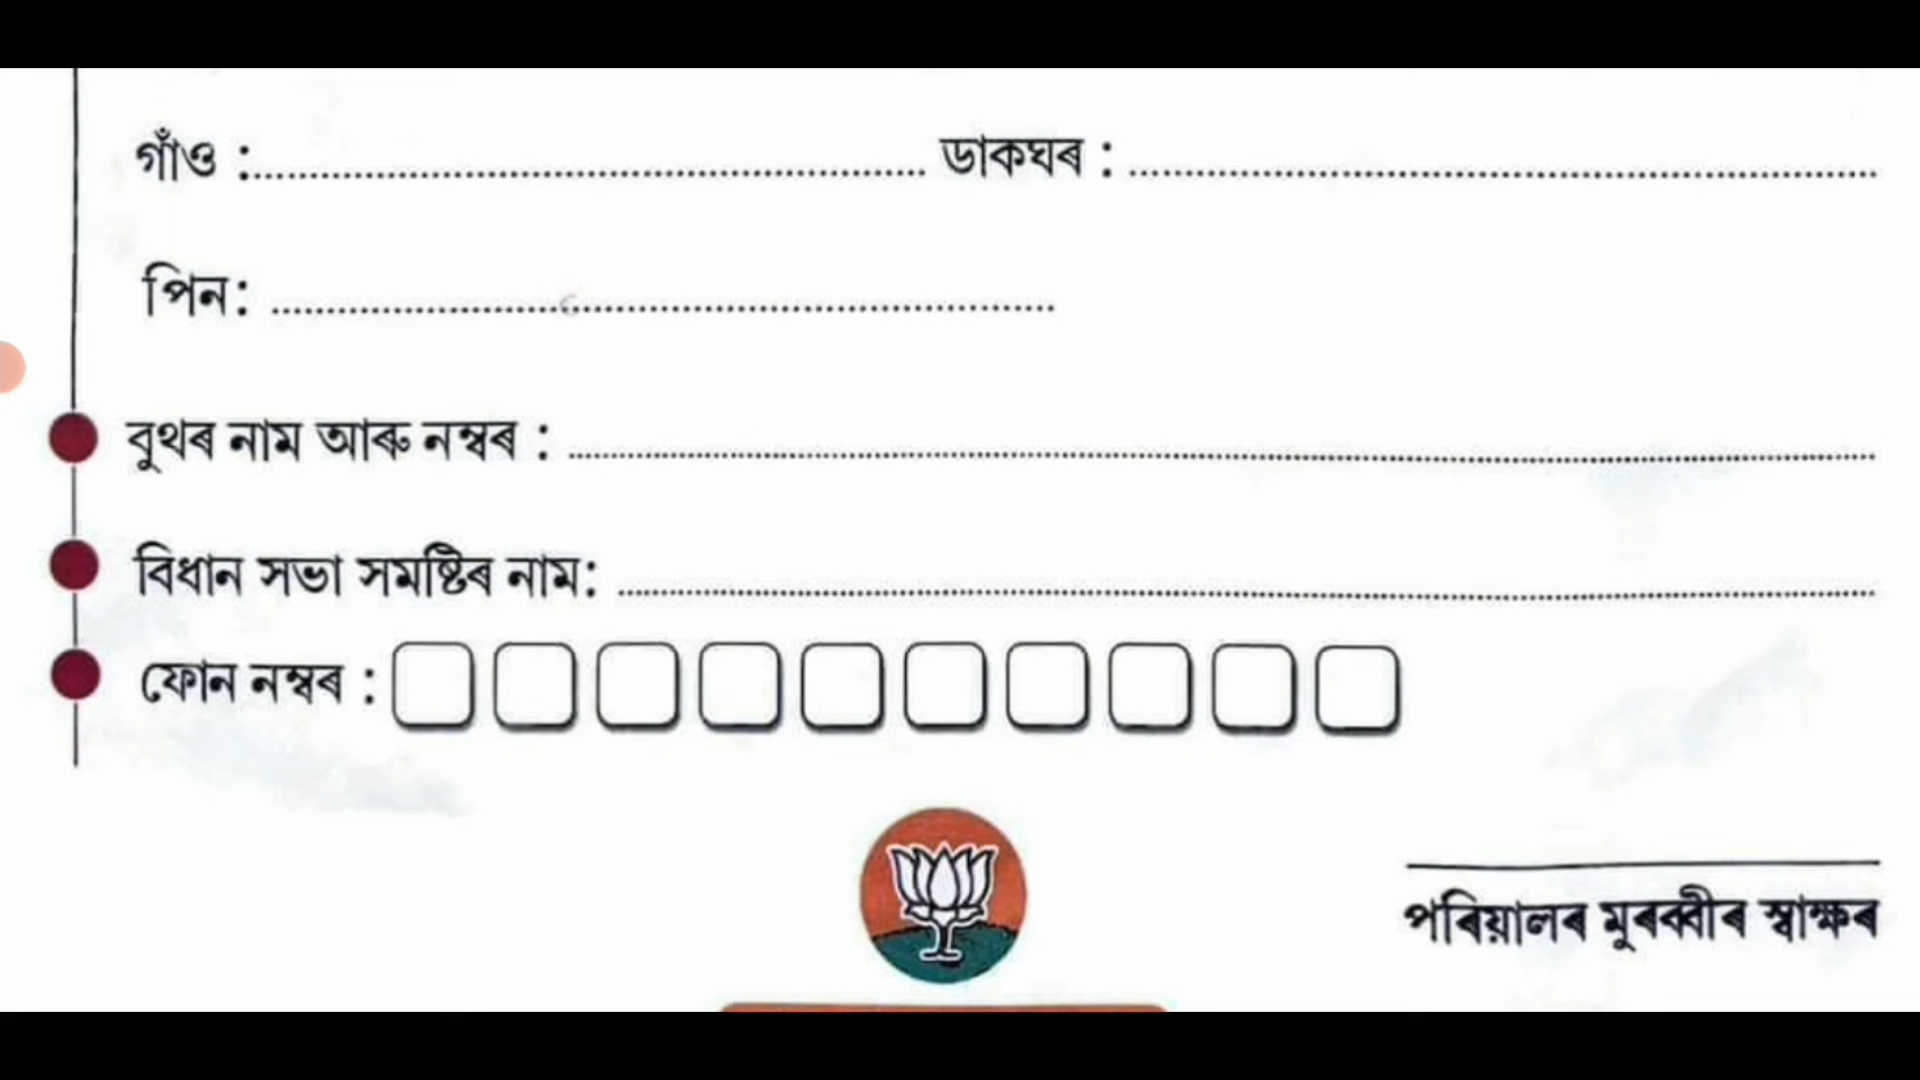 গাঁও :.................................................. ডাকঘৰ : ..................................................
পিন: ..................................................
বুথৰ নাম আৰু নম্বৰ : ..................................................
বিধান সভা সমষ্টিৰ নাম: ..................................................
ফোন নম্বৰ :
পৰিয়ালৰ মুৰব্বীৰ স্বাক্ষৰ